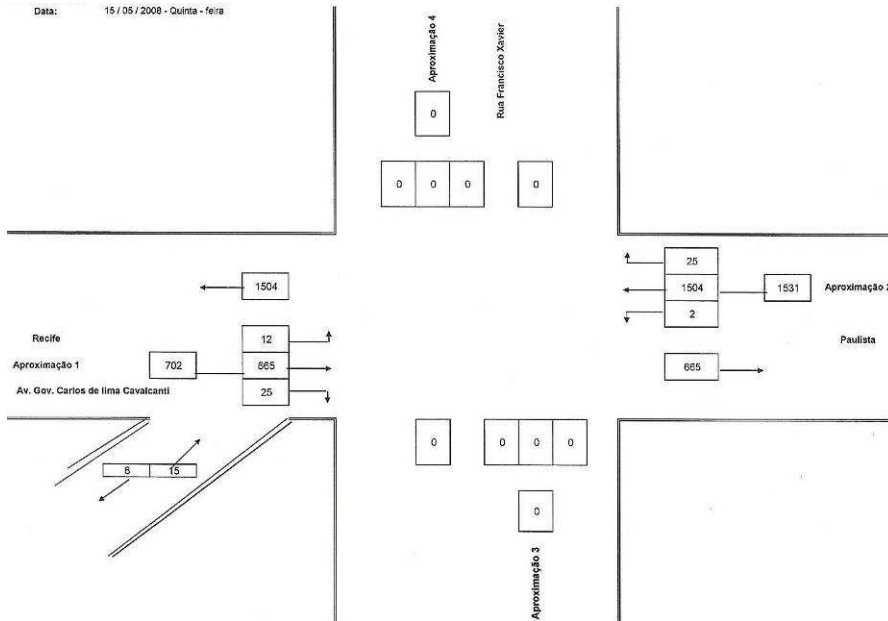 Data: 15 / 05 / 2008 - Quinta - feira
Aproximação 4
Rua Francisco Xavier
0
0 0 0 0
25
1504
1504 1531 Aproximação 2
2
Recife
12
Paulista
Aproximação 1 702 665
665
Av. Gov. Carlos de lima Cavalcanti
25
0 0 0 0
6 15
0
Aproximação 3